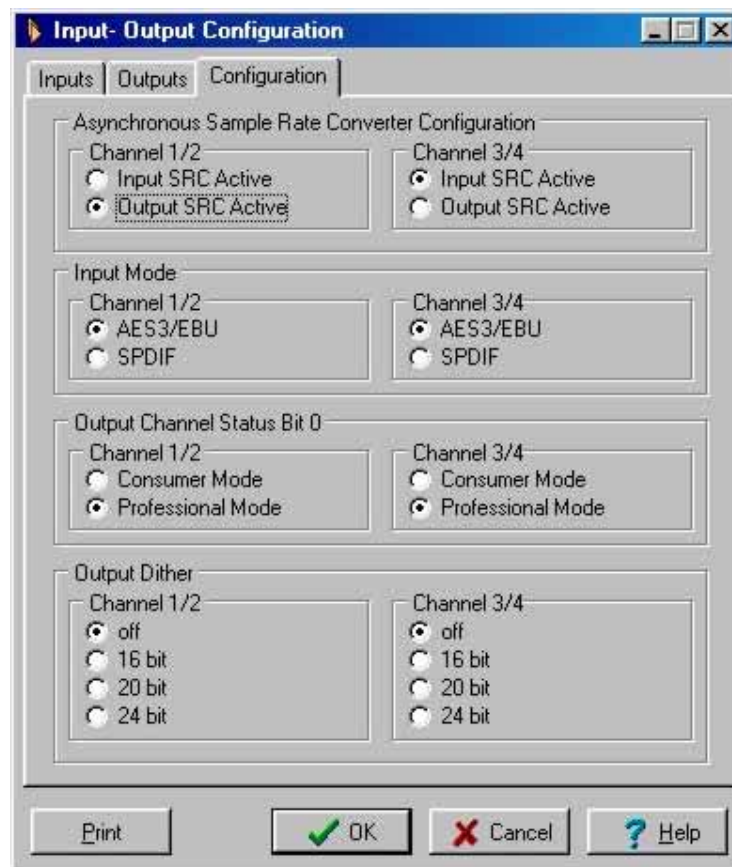 Input- Output Configuration
Inputs Outputs Configuration
Asynchronous Sample Rate Converter Configuration
Channel 1/2 Channel 3/4
Input SRC Active Input SRC Active
Output SRC Active Output SRC Active
Input Mode
Channel 1/2 Channel 3/4
AES3/EBU AES3/EBU
SPDIF SPDIF
Output Channel Status Bit 0
Channel 1/2 Channel 3/4
Consumer Mode Consumer Mode
Professional Mode Professional Mode
Output Dither
Channel 1/2 Channel 3/4
off off
16 bit 16 bit
20 bit 20 bit
24 bit 24 bit
Print OK Cancel Help